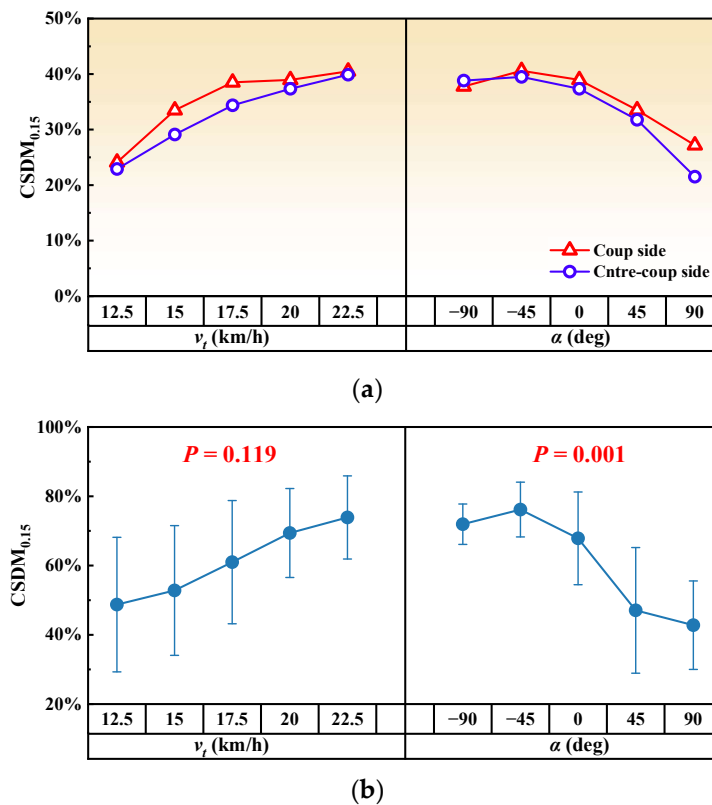 50%
40%
30%
20%
10%
0%
CSDM0.15
Coup side
Cntre-coup side
12.5 15 17.5 20 22.5 −90 −45 0 45 90
vt (km/h) α (deg)
(a)
100%
80%
60%
40%
20%
CSDM0.15
P = 0.119 P = 0.001
12.5 15 17.5 20 22.5 −90 −45 0 45 90
vt (km/h) α (deg)
(b)